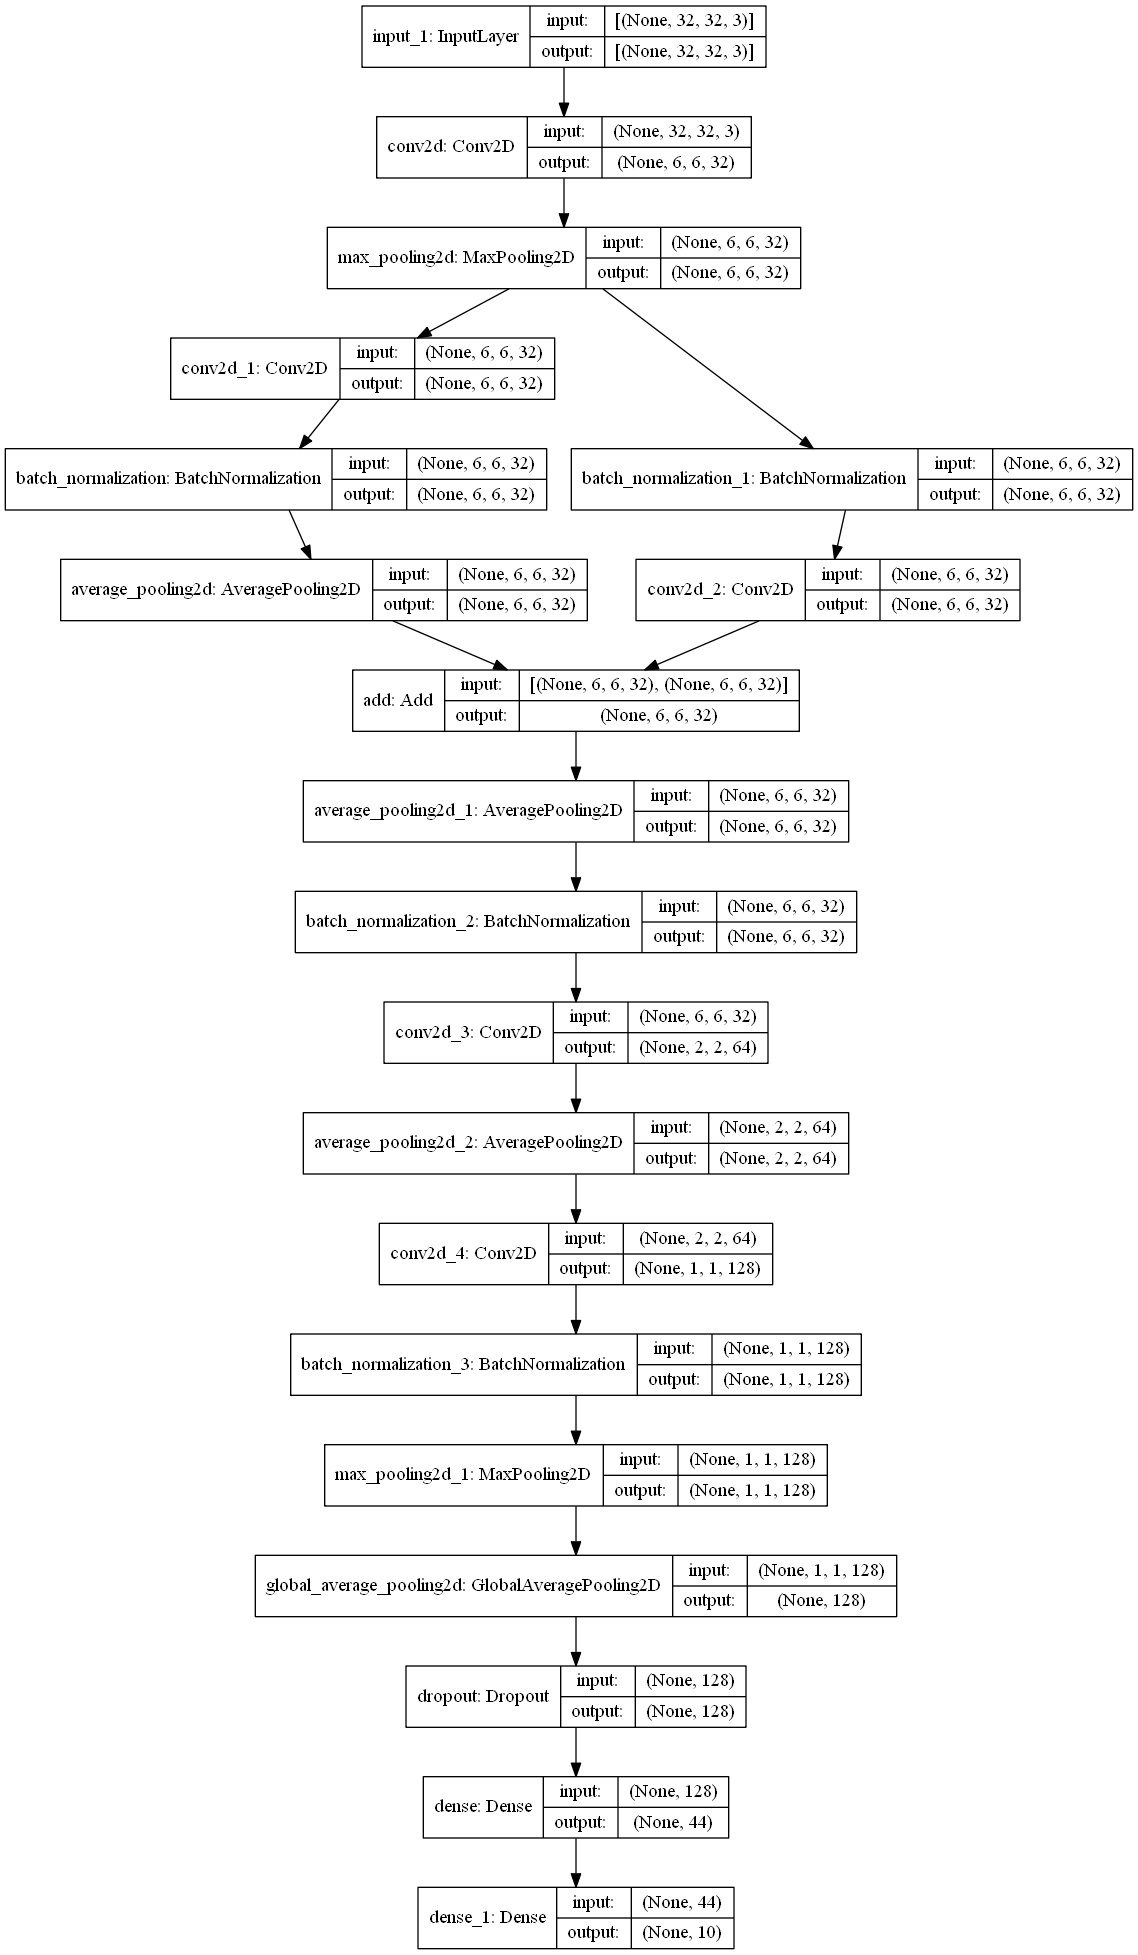 input_1: InputLayer
input: [(None, 32, 32, 3)]
output: [(None, 32, 32, 3)]
conv2d: Conv2D
input: (None, 32, 32, 3)
output: (None, 6, 6, 32)
max_pooling2d: MaxPooling2D
input: (None, 6, 6, 32)
output: (None, 6, 6, 32)
conv2d_1: Conv2D
input: (None, 6, 6, 32)
output: (None, 6, 6, 32)
batch_normalization: BatchNormalization
input: (None, 6, 6, 32)
output: (None, 6, 6, 32)
batch_normalization_1: BatchNormalization
input: (None, 6, 6, 32)
output: (None, 6, 6, 32)
average_pooling2d: AveragePooling2D
input: (None, 6, 6, 32)
output: (None, 6, 6, 32)
conv2d_2: Conv2D
input: (None, 6, 6, 32)
output: (None, 6, 6, 32)
add: Add
input: [(None, 6, 6, 32), (None, 6, 6, 32)]
output: (None, 6, 6, 32)
average_pooling2d_1: AveragePooling2D
input: (None, 6, 6, 32)
output: (None, 6, 6, 32)
batch_normalization_2: BatchNormalization
input: (None, 6, 6, 32)
output: (None, 6, 6, 32)
conv2d_3: Conv2D
input: (None, 6, 6, 32)
output: (None, 2, 2, 64)
average_pooling2d_2: AveragePooling2D
input: (None, 2, 2, 64)
output: (None, 2, 2, 64)
conv2d_4: Conv2D
input: (None, 2, 2, 64)
output: (None, 1, 1, 128)
batch_normalization_3: BatchNormalization
input: (None, 1, 1, 128)
output: (None, 1, 1, 128)
max_pooling2d_1: MaxPooling2D
input: (None, 1, 1, 128)
output: (None, 1, 1, 128)
global_average_pooling2d: GlobalAveragePooling2D
input: (None, 1, 1, 128)
output: (None, 128)
dropout: Dropout
input: (None, 128)
output: (None, 128)
dense: Dense
input: (None, 128)
output: (None, 44)
dense_1: Dense
input: (None, 44)
output: (None, 10)